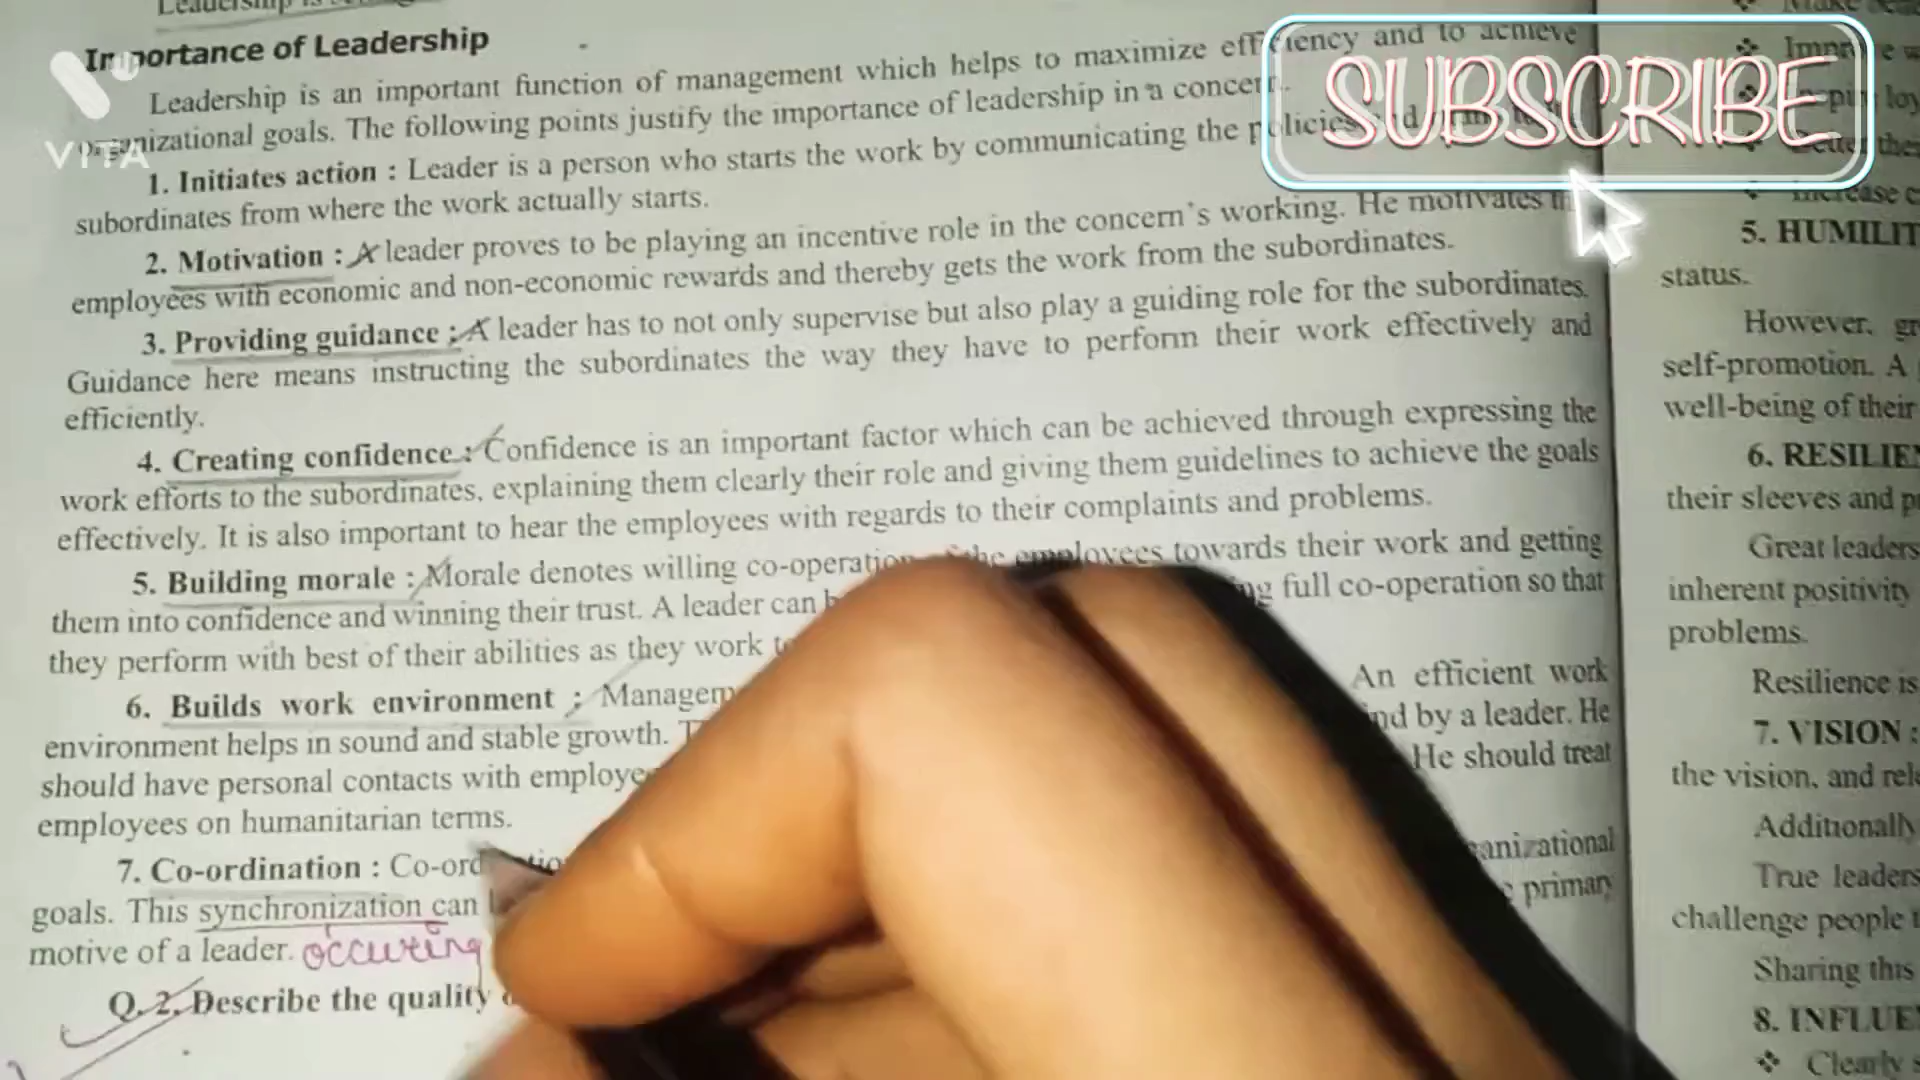 Importance of Leadership
Leadership is an important function of management which helps to maximize efficiency and to achieve
organizational goals. The following points justify the importance of leadership in a concern.
1. Initiates action : Leader is a person who starts the work by communicating the policies and
subordinates from where the work actually starts.
2. Motivation : A leader proves to be playing an incentive role in the concern's working. He motivates
employees with economic and non-economic rewards and thereby gets the work from the subordinates.
3. Providing guidance : A leader has to not only supervise but also play a guiding role for the subordinates.
Guidance here means instructing the subordinates the way they have to perform their work effectively and
efficiently.
4. Creating confidence : Confidence is an important factor which can be achieved through expressing the
work efforts to the subordinates, explaining them clearly their role and giving them guidelines to achieve the goals
effectively. It is also important to hear the employees with regards to their complaints and problems.
5. Building morale : Morale denotes willing co-operation the employees towards their work and getting
them into confidence and winning their trust. A leader can full co-operation so that
they perform with best of their abilities as they work
6. Builds work environment : An efficient work
environment helps in sound and stable growth. by a leader. He
should have personal contacts with He should treat
employees on humanitarian terms.
7. Co-ordination :
goals. This synchronization can primary
motive of a leader. occuring
Q. 2. Describe the quality
5.
status.
However,
self-promotion. A
well-being of their
6.
their sleeves and
Great leaders
inherent positivity
problems.
Resilience is
7. VISION :
the vision, and
Additionally
True leaders
challenge people
Sharing this
8.
Clearly
VITA
SUBSCRIBE